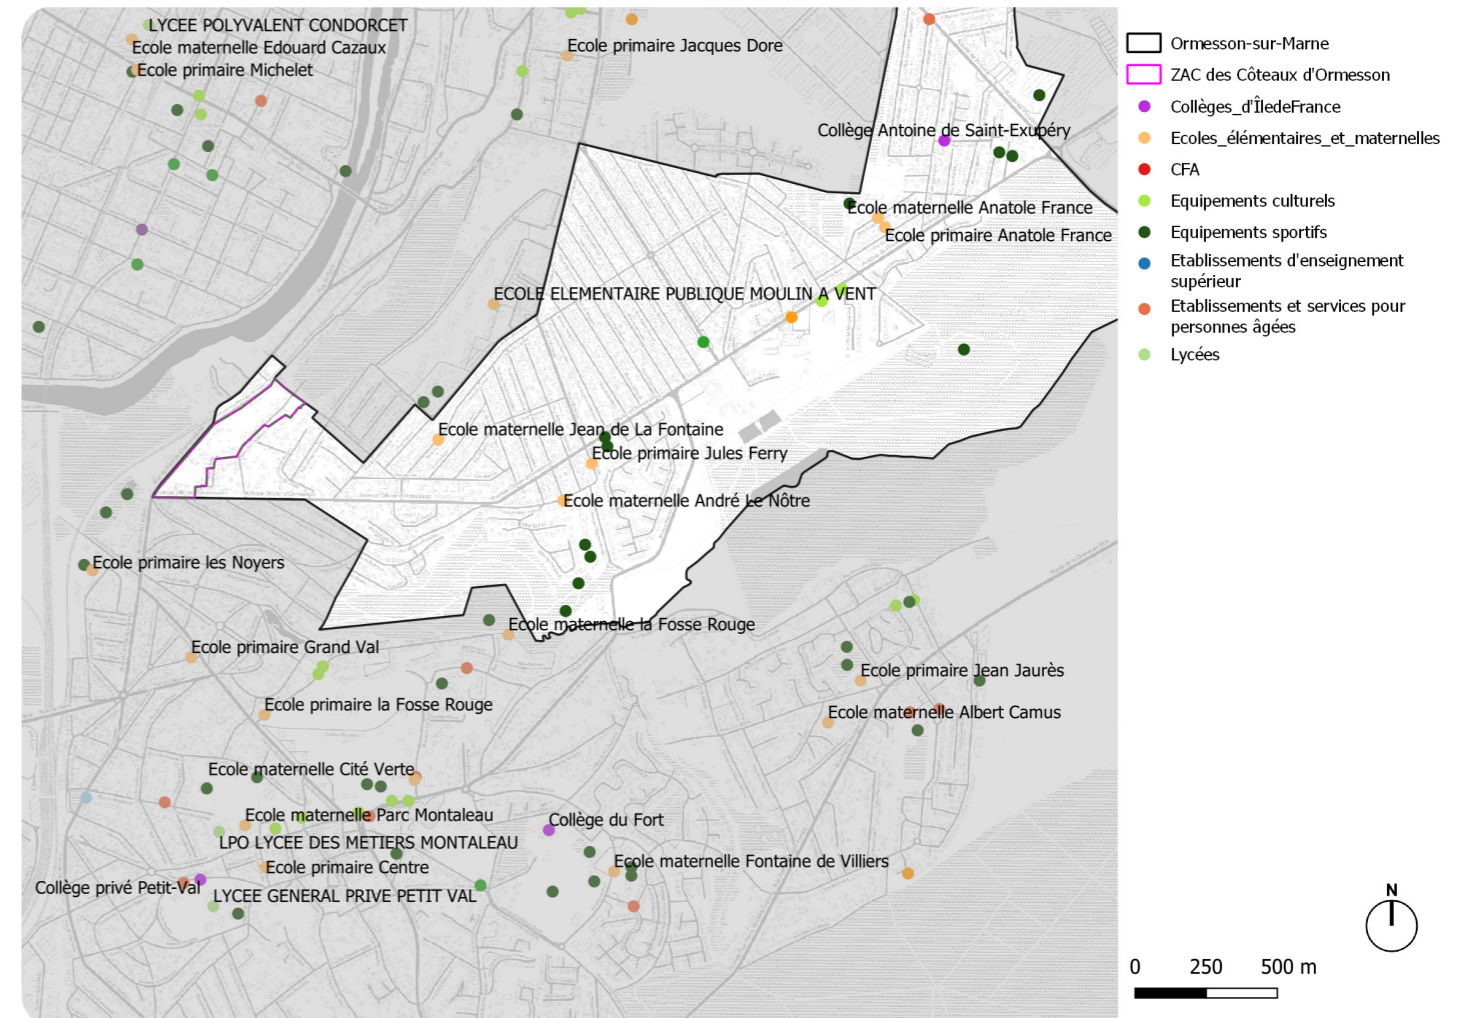 LYCEE POLYVALENT CONDORCET
Ecole maternelle Edouard Cazaux
Ecole primaire Michelet
Ecole primaire Jacques Dore
Collège Antoine de Saint-Exupéry
Ecole maternelle Anatole France
Ecole primaire Anatole France
ECOLE ELEMENTAIRE PUBLIQUE MOULIN A VENT
Ecole maternelle Jean de La Fontaine
Ecole primaire Jules Ferry
Ecole maternelle André Le Nôtre
Ecole primaire les Noyers
Ecole maternelle la Fosse Rouge
Ecole primaire Grand Val
Ecole primaire Jean Jaurès
Ecole primaire la Fosse Rouge
Ecole maternelle Albert Camus
Ecole maternelle Cité Verte
Ecole maternelle Parc Montaleau
Collège du Fort
LPO LYCEE DES METIERS MONTALEAU
Ecole maternelle Fontaine de Villiers
Ecole primaire Centre
Collège privé Petit-Val
LYCEE GENERAL PRIVE PETIT VAL
Ormesson-sur-Marne
ZAC des Côteaux d'Ormesson
Collèges_d'ÎledeFrance
Ecoles_élémentaires_et_maternelles
CFA
Equipements culturels
Equipements sportifs
Etablissements d'enseignement
supérieur
Etablissements et services pour
personnes âgées
Lycées
N
0 250 500 m